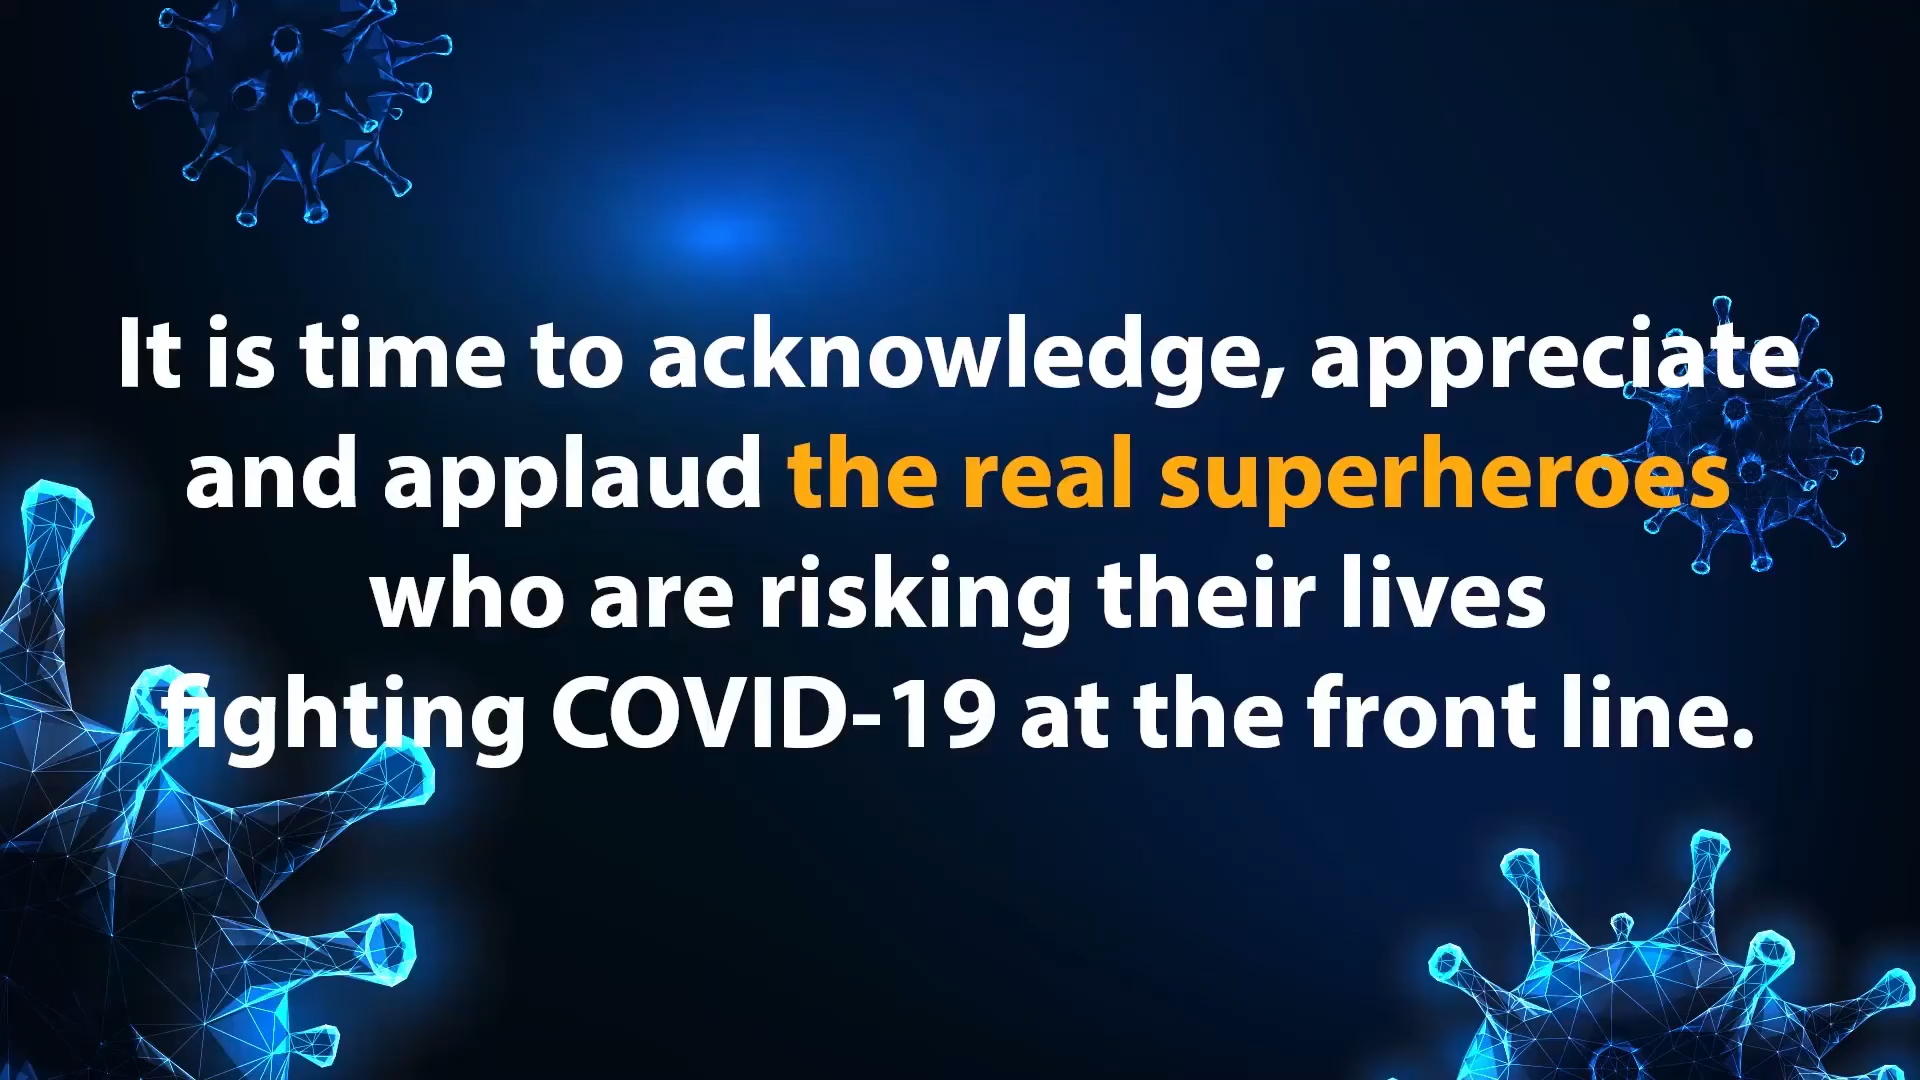 It is time to acknowledge, appreciate
and applaud the real superheroes
who are risking their lives
fighting COVID-19 at the front line.